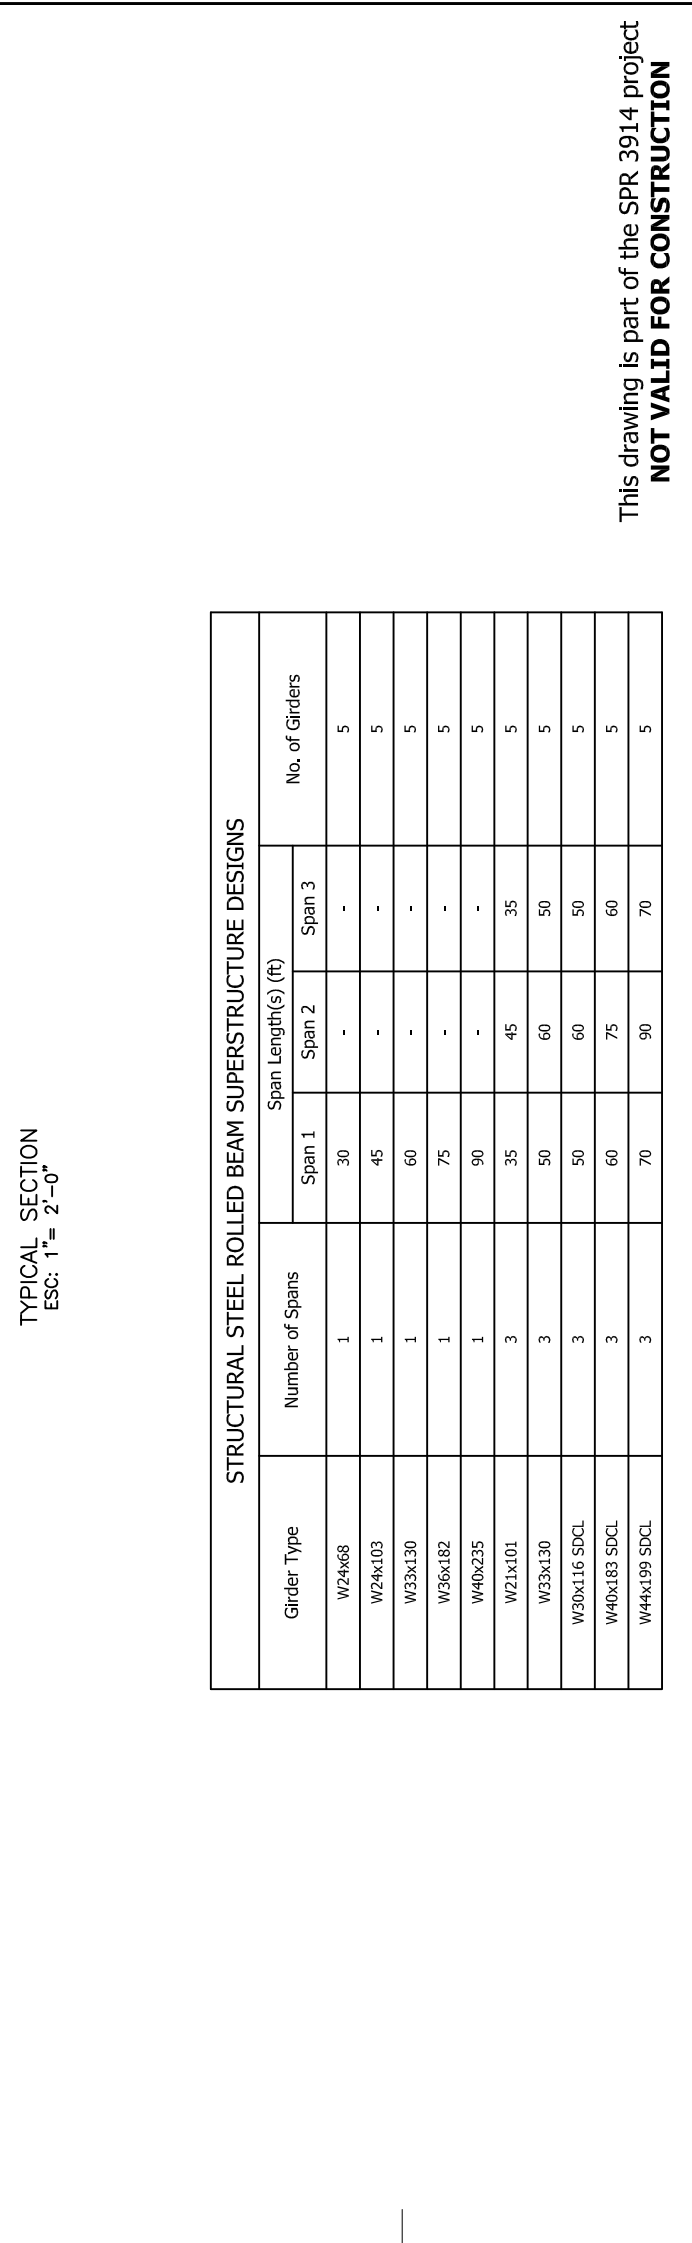 TYPICAL SECTION
ESC: 1"= 2'-0"
STRUCTURAL STEEL ROLLED BEAM SUPERSTRUCTURE DESIGNS
Girder Type Number of Spans Span Length(s) (ft) No. of Girders
Span 1 Span 2 Span 3
W24x68 1 30 - - 5
W24x103 1 45 - - 5
W33x130 1 60 - - 5
W36x182 1 75 - - 5
W40x235 1 90 - - 5
W21x101 3 35 45 35 5
W33x130 3 50 60 50 5
W30x116 SDCL 3 50 60 50 5
W40x183 SDCL 3 60 75 60 5
W44x199 SDCL 3 70 90 70 5
This drawing is part of the SPR 3914 project
NOT VALID FOR CONSTRUCTION